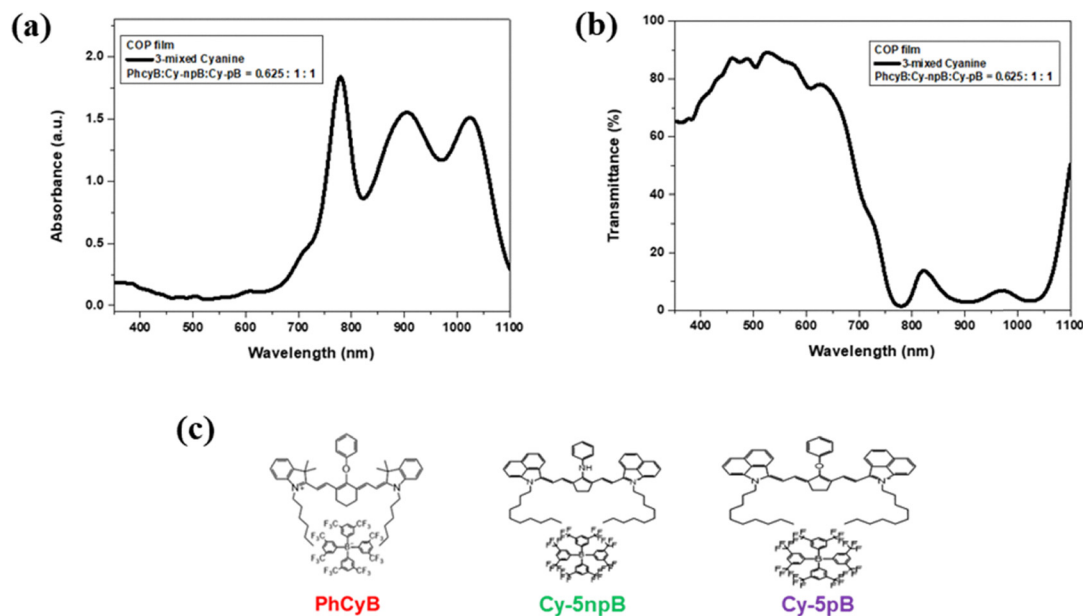 (a)
COP film
3-mixed Cyanine
PhcyB:Cy-npB:Cy-pB = 0.625 : 1 : 1
Absorbance (a.u.)
2.0
1.5
1.0
0.5
0.0
400 500 600 700 800 900 1000 1100
Wavelength (nm)
(b)
COP film
3-mixed Cyanine
PhcyB:Cy-npB:Cy-pB = 0.625 : 1 : 1
Transmittance (%)
100
80
60
40
20
0
400 500 600 700 800 900 1000 1100
Wavelength (nm)
(c)
O
N+
N
F3C
CF3
PhCyB
NH
N
N+
Cy-5npB
O
N
N+
Cy-5pB